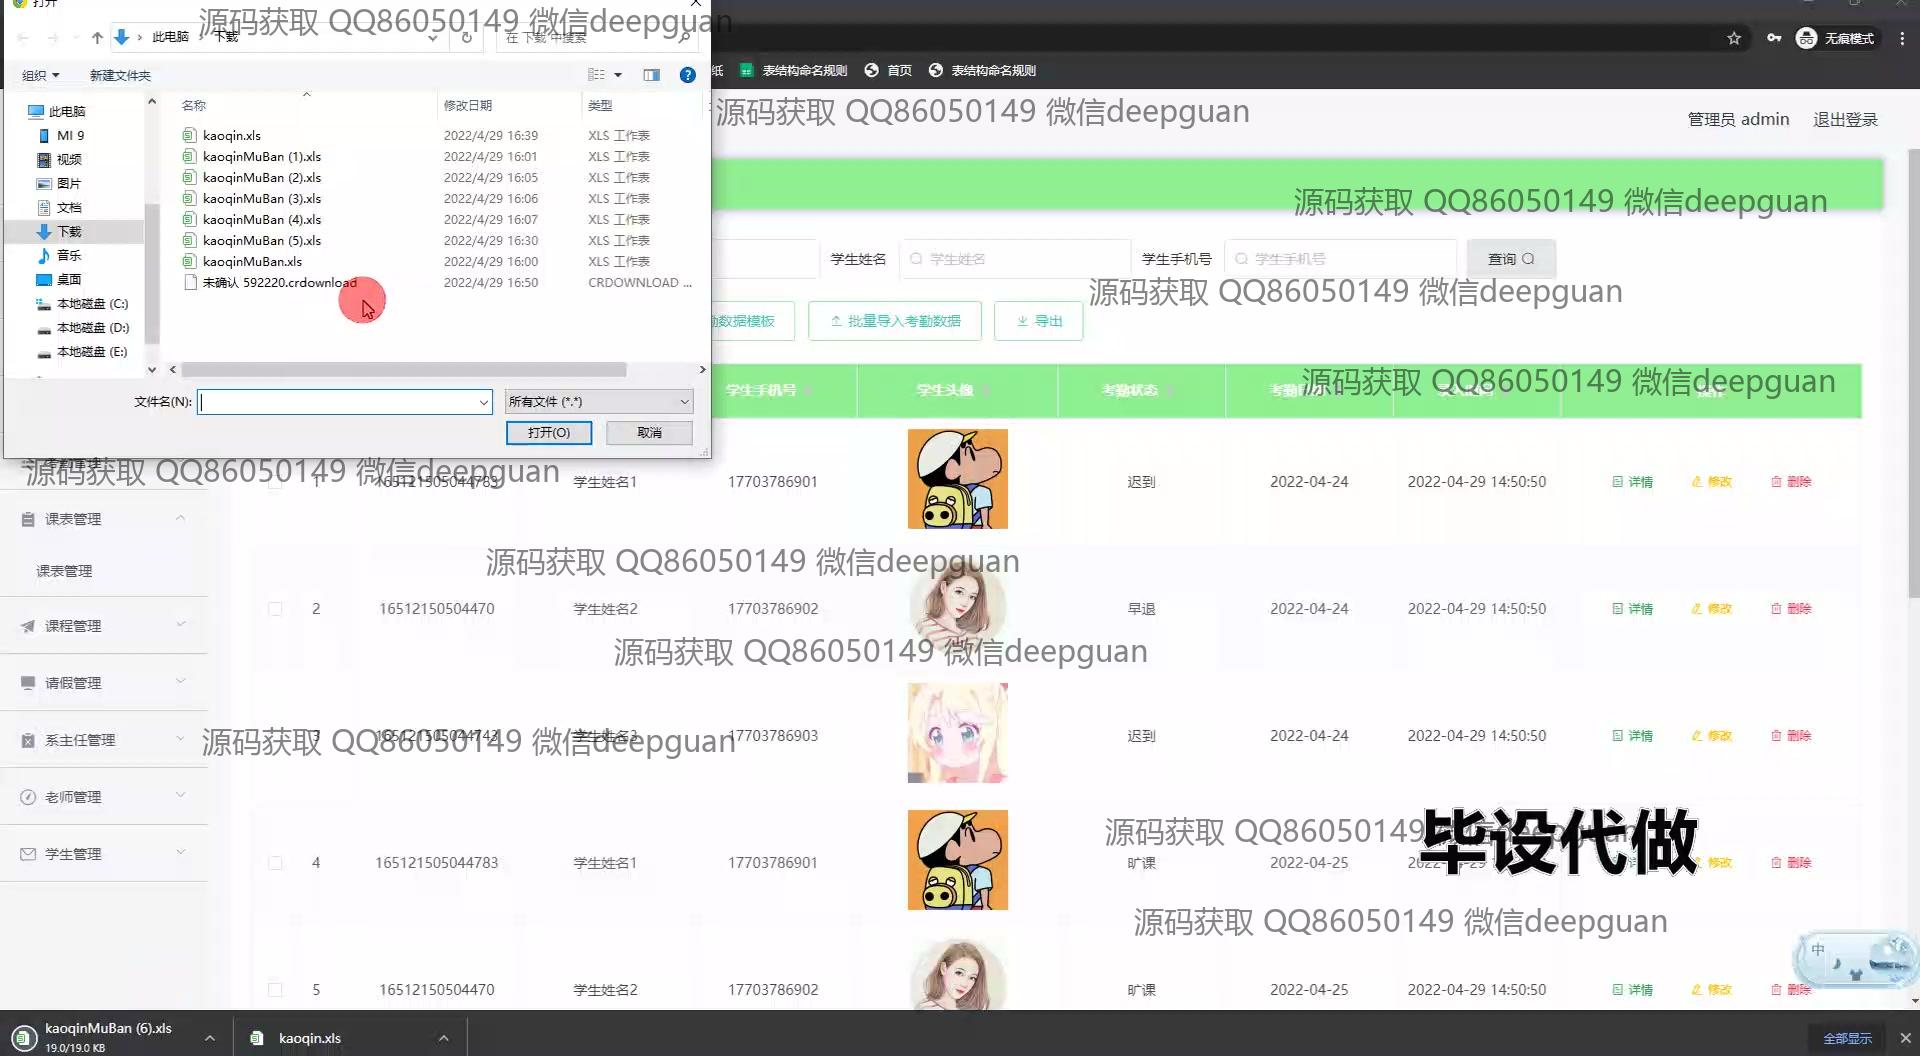 打开
此电脑 › 下载
在 下载 中搜索
源码获取 QQ86050149 微信deepguan
无痕模式
组织
新建文件夹
纸
表结构命名规则
首页
表结构命名规则
名称
修改日期
类型
源码获取 QQ86050149 微信deepguan
管理员 admin
退出登录
此电脑
MI 9
视频
图片
文档
下载
音乐
桌面
本地磁盘 (C:)
本地磁盘 (D:)
本地磁盘 (E:)
kaoqin.xls 2022/4/29 16:39 XLS 工作表
kaoqinMuBan (1).xls 2022/4/29 16:01 XLS 工作表
kaoqinMuBan (2).xls 2022/4/29 16:05 XLS 工作表
kaoqinMuBan (3).xls 2022/4/29 16:06 XLS 工作表
kaoqinMuBan (4).xls 2022/4/29 16:07 XLS 工作表
kaoqinMuBan (5).xls 2022/4/29 16:30 XLS 工作表
kaoqinMuBan.xls 2022/4/29 16:00 XLS 工作表
未确认 592220.crdownload 2022/4/29 16:50 CRDOWNLOAD ...
文件名(N):
所有文件 (*.*)
打开(O)
取消
源码获取 QQ86050149 微信deepguan
学生姓名
学生姓名
学生手机号
学生手机号
查询
源码获取 QQ86050149 微信deepguan
勤数据模板
批量导入考勤数据
导出
学生手机号
学生头像
考勤状态
源码获取 QQ86050149 微信deepguan
操作
考勤管理
源码获取 QQ86050149 微信deepguan
1 165121505044783 学生姓名1 17703786901 迟到 2022-04-24 2022-04-29 14:50:50 详情 修改 删除
课表管理
课表管理
源码获取 QQ86050149 微信deepguan
2 16512150504470 学生姓名2 17703786902 早退 2022-04-24 2022-04-29 14:50:50 详情 修改 删除
课程管理
源码获取 QQ86050149 微信deepguan
请假管理
3 165121504744743 学生姓名3 17703786903 迟到 2022-04-24 2022-04-29 14:50:50 详情 修改 删除
源码获取 QQ86050149 微信deepguan
系主任管理
老师管理
源码获取 QQ86050149
毕设代做
学生管理
4 165121505044783 学生姓名1 17703786901 旷课 2022-04-25 修改 删除
源码获取 QQ86050149 微信deepguan
中
5 16512150504470 学生姓名2 17703786902 旷课 2022-04-25 2022-04-29 14:50:50 详情 修改 删除
kaoqinMuBan (6).xls
19.0/19.0 KB
kaoqin.xls
全部显示